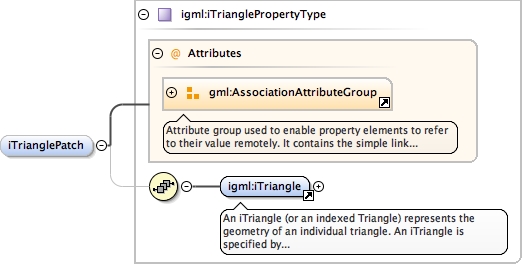 igml:iTrianglePropertyType
@ Attributes
gml:AssociationAttributeGroup
Attribute group used to enable property elements to refer
to their value remotely. It contains the simple link...
iTrianglePatch
igml:iTriangle
An iTriangle (or an indexed Triangle) represents the
geometry of an individual triangle. An iTriangle is
specified by...